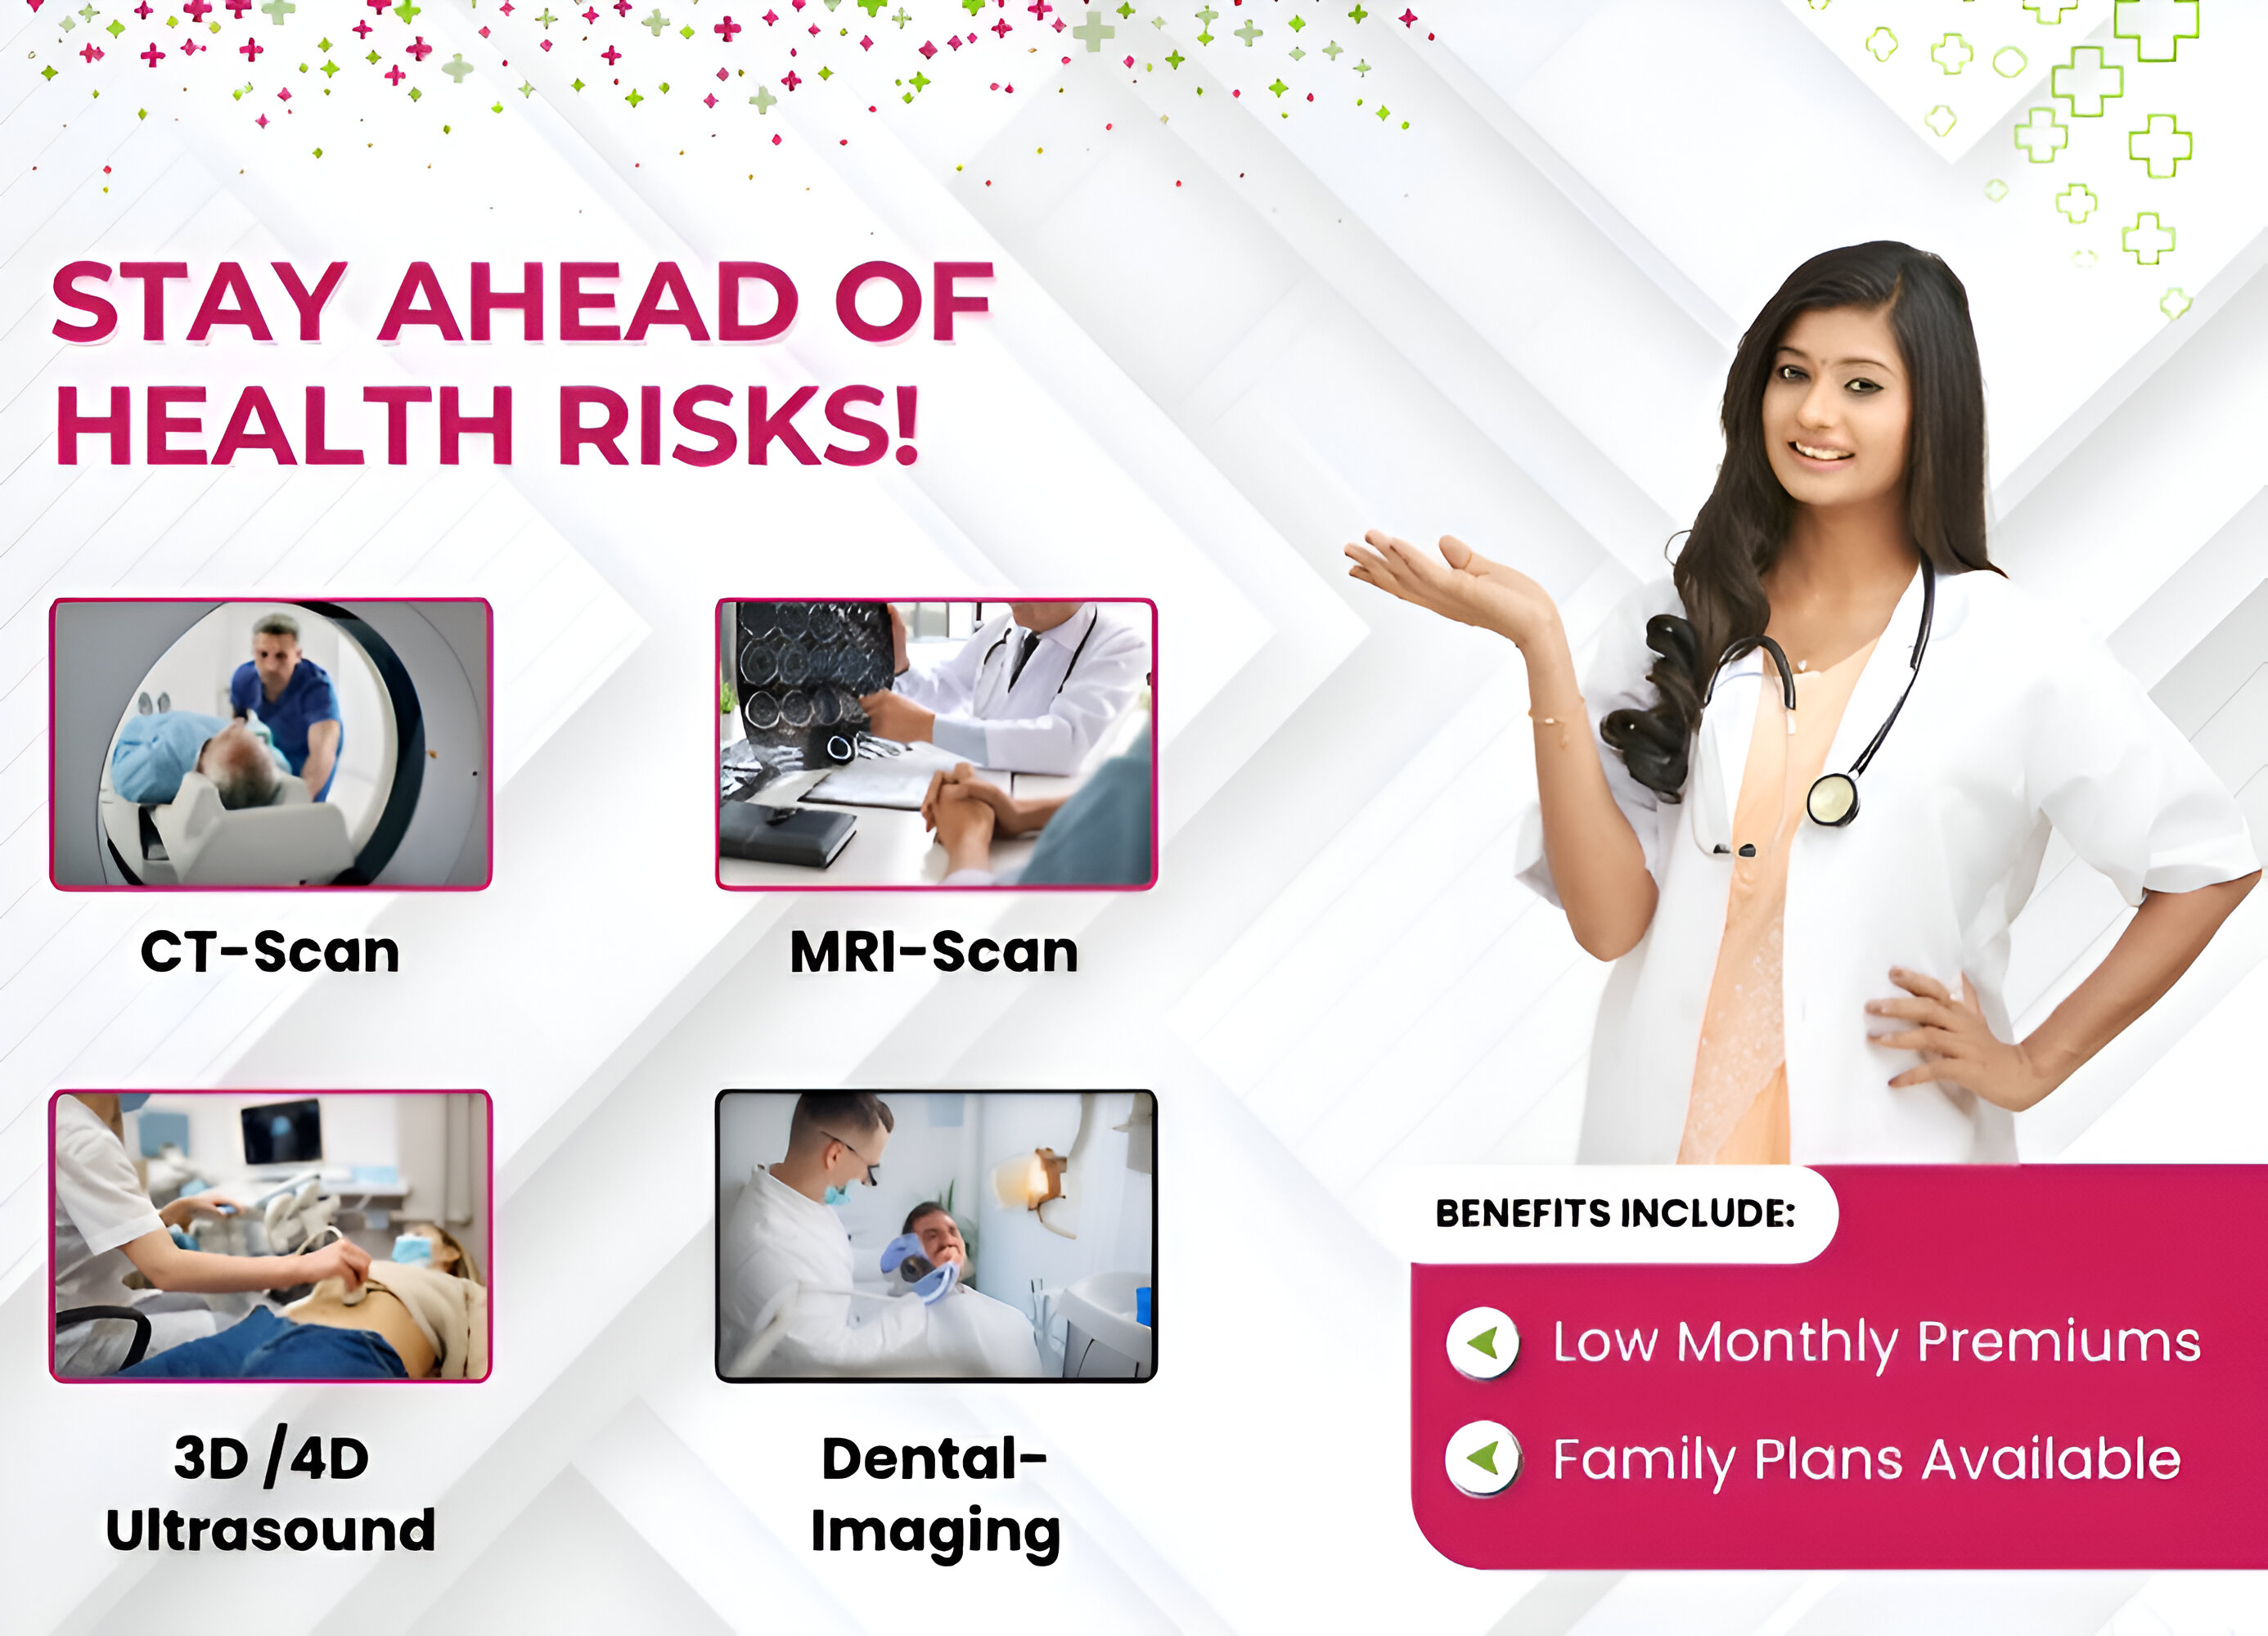 STAY AHEAD OF
HEALTH RISKS!
CT-Scan
MRI-Scan
3D /4D
Ultrasound
Dental-
Imaging
BENEFITS INCLUDE:
Low Monthly Premiums
Family Plans Available